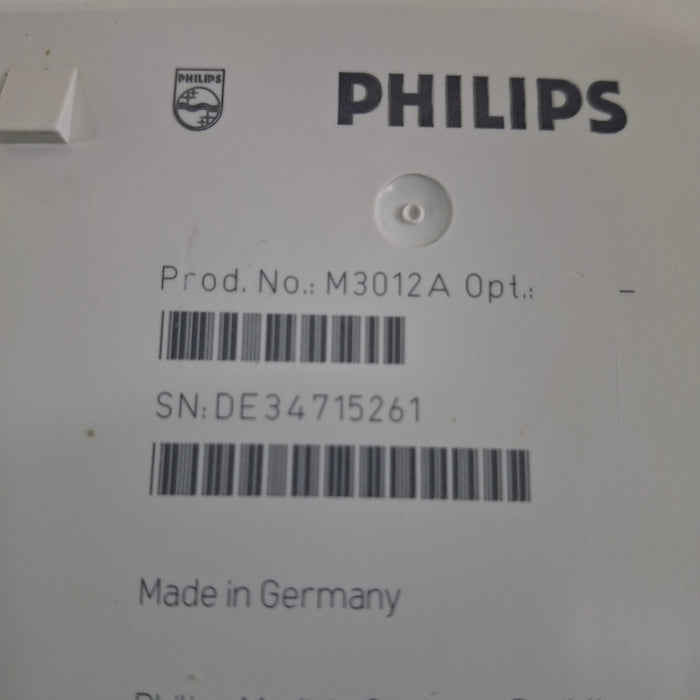 PHILIPS
PHILIPS
Prod. No.: M3012A Opt.: –
SN: DE34715261
Made in Germany